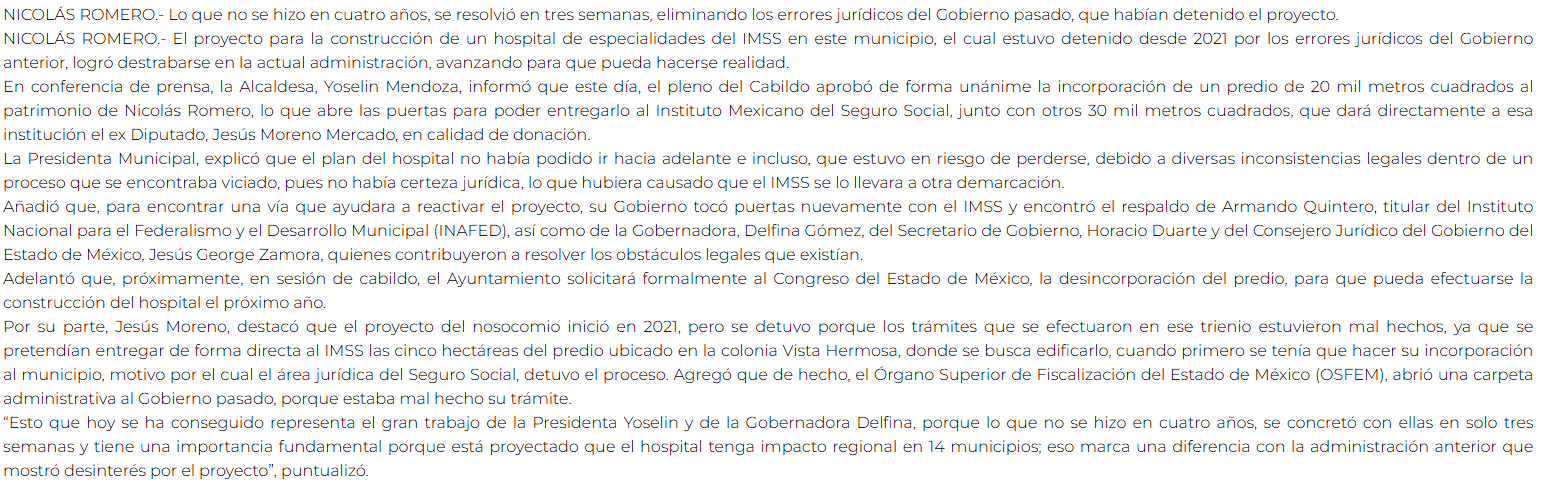 NICOLÁS ROMERO.- Lo que no se hizo en cuatro años, se resolvió en tres semanas, eliminando los errores jurídicos del Gobierno pasado, que habían detenido el proyecto.
NICOLÁS ROMERO.- El proyecto para la construcción de un hospital de especialidades del IMSS en este municipio, el cual estuvo detenido desde 2021 por los errores jurídicos del Gobierno
anterior, logró destrabarse en la actual administración, avanzando para que pueda hacerse realidad.
En conferencia de prensa, la Alcaldesa, Yoselin Mendoza, informó que este día, el pleno del Cabildo aprobó de forma unánime la incorporación de un predio de 20 mil metros cuadrados al
patrimonio de Nicolás Romero, lo que abre las puertas para poder entregarlo al Instituto Mexicano del Seguro Social, junto con otros 30 mil metros cuadrados, que dará directamente a esa
institución el ex Diputado, Jesús Moreno Mercado, en calidad de donación.
La Presidenta Municipal, explicó que el plan del hospital no había podido ir hacia adelante e incluso, que estuvo en riesgo de perderse, debido a diversas inconsistencias legales dentro de un
proceso que se encontraba viciado, pues no había certeza jurídica, lo que hubiera causado que el IMSS se lo llevara a otra demarcación.
Añadió que, para encontrar una vía que ayudara a reactivar el proyecto, su Gobierno tocó puertas nuevamente con el IMSS y encontró el respaldo de Armando Quintero, titular del Instituto
Nacional para el Federalismo y el Desarrollo Municipal (INAFED), así como de la Gobernadora, Delfina Gómez, del Secretario de Gobierno, Horacio Duarte y del Consejero Jurídico del Gobierno del
Estado de México, Jesús George Zamora, quienes contribuyeron a resolver los obstáculos legales que existían.
Adelantó que, próximamente, en sesión de cabildo, el Ayuntamiento solicitará formalmente al Congreso del Estado de México, la desincorporación del predio, para que pueda efectuarse la
construcción del hospital el próximo año.
Por su parte, Jesús Moreno, destacó que el proyecto del nosocomio inició en 2021, pero se detuvo porque los trámites que se efectuaron en ese trienio estuvieron mal hechos, ya que se
pretendían entregar de forma directa al IMSS las cinco hectáreas del predio ubicado en la colonia Vista Hermosa, donde se busca edificarlo, cuando primero se tenía que hacer su incorporación
al municipio, motivo por el cual el área jurídica del Seguro Social, detuvo el proceso. Agregó que de hecho, el Órgano Superior de Fiscalización del Estado de México (OSFEM), abrió una carpeta
administrativa al Gobierno pasado, porque estaba mal hecho su trámite.
“Esto que hoy se ha conseguido representa el gran trabajo de la Presidenta Yoselin y de la Gobernadora Delfina, porque lo que no se hizo en cuatro años, se concretó con ellas en solo tres
semanas y tiene una importancia fundamental porque está proyectado que el hospital tenga impacto regional en 14 municipios; eso marca una diferencia con la administración anterior que
mostró desinterés por el proyecto”, puntualizó.